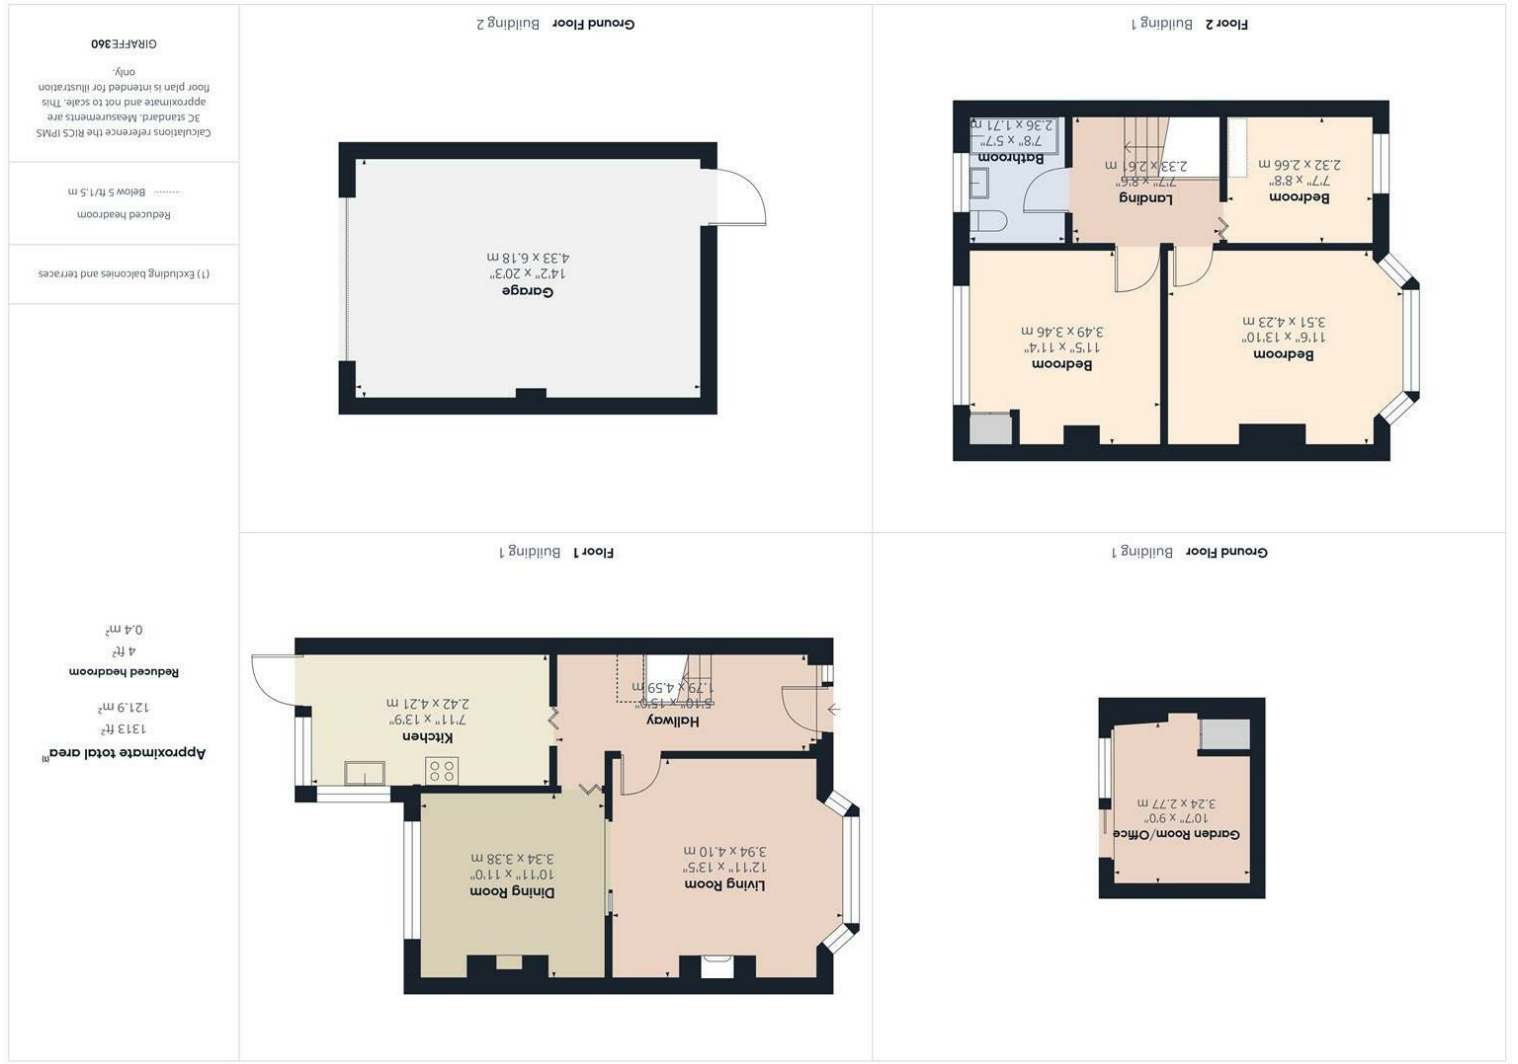 Garden Room/Office
10'7" x 9'0"
3.24 x 2.77 m
Ground Floor Building 1
Living Room
12'11" x 13'5"
3.94 x 4.10 m
Dining Room
10'11" x 11'0"
3.34 x 3.38 m
Hallway
5'10" x 15'0"
1.79 x 4.59 m
Kitchen
7'11" x 13'9"
2.42 x 4.21 m
Floor 1 Building 1
Bedroom
11'6" x 13'10"
3.51 x 4.23 m
Bedroom
11'5" x 11'4"
3.49 x 3.46 m
Bedroom
7'7" x 8'8"
2.32 x 2.66 m
Landing
7'7" x 8'6"
2.33 x 2.61 m
Bathroom
7'8" x 5'7"
2.36 x 1.71 m
Floor 2 Building 1
Garage
14'2" x 20'3"
4.33 x 6.18 m
Ground Floor Building 2
Approximate total area(1)
1313 ft²
121.9 m²
Reduced headroom
4 ft²
0.4 m²
(1) Excluding balconies and terraces
Reduced headroom
........ Below 5 ft/1.5 m
Calculations reference the RICS IPMS
3C standard. Measurements are
approximate and not to scale. This
floor plan is intended for illustration
only.
GIRAFFE360